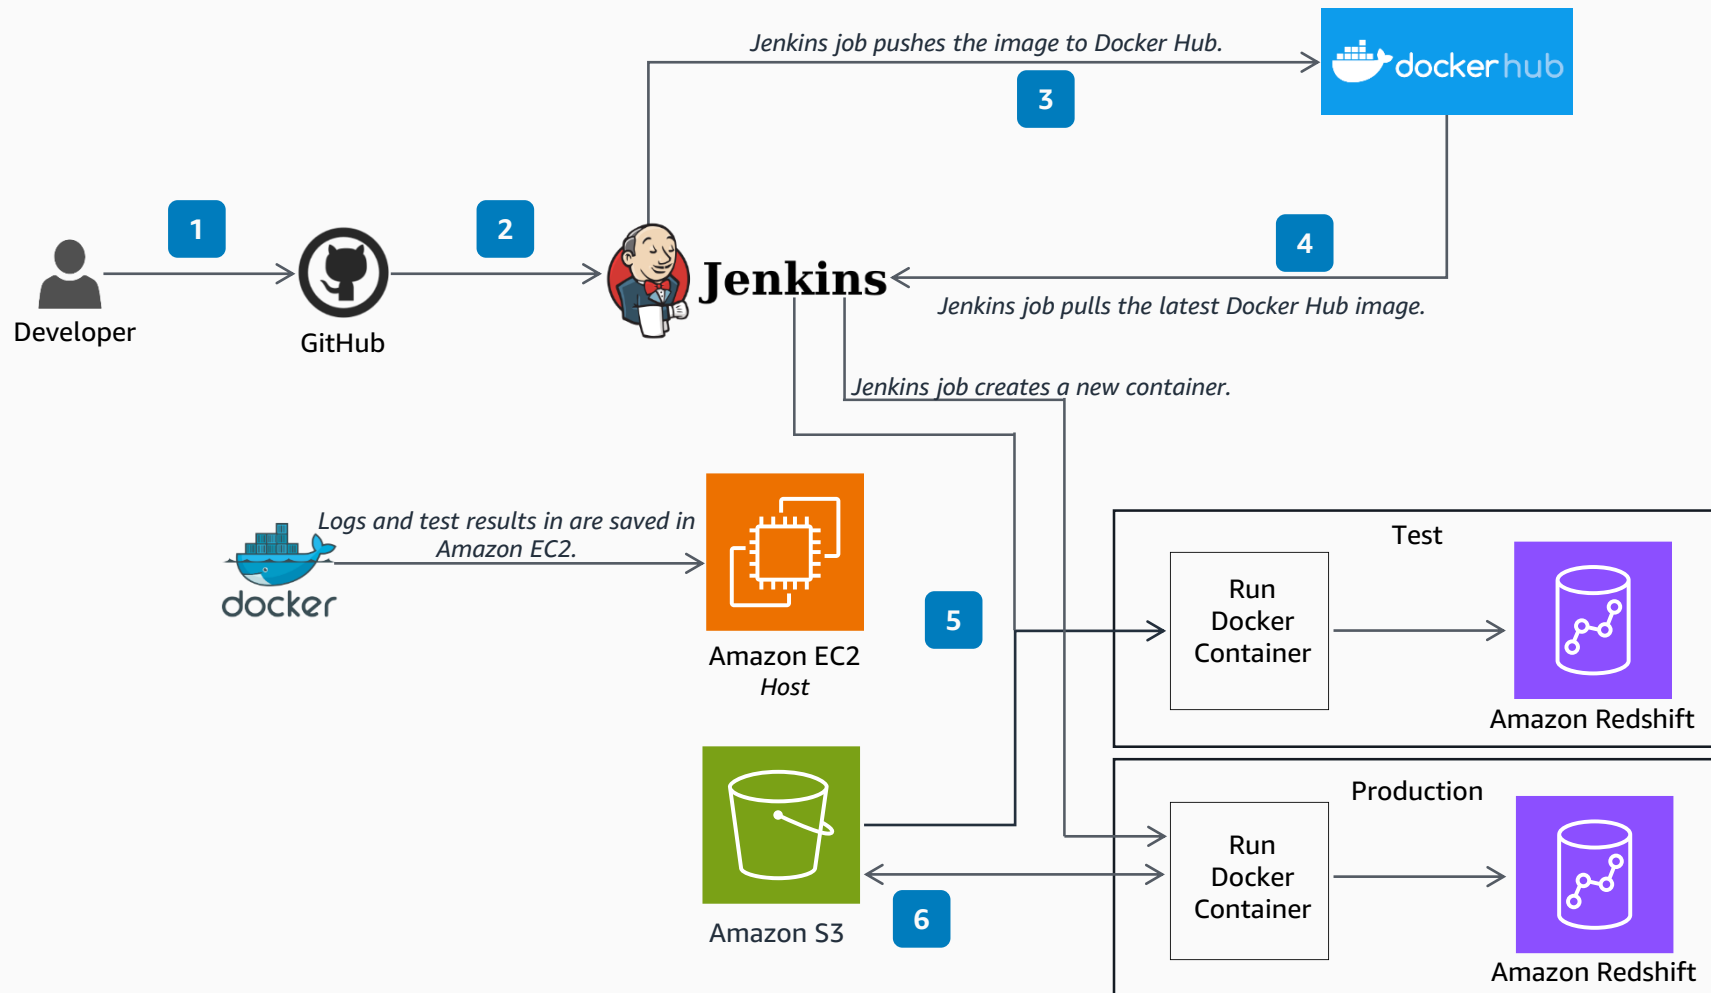 Jenkins job pushes the image to Docker Hub.
dockerhub
3
1
2
4
Developer
GitHub
Jenkins
Jenkins job pulls the latest Docker Hub image.
Jenkins job creates a new container.
Logs and test results in are saved in
Amazon EC2.
docker
Amazon EC2
Host
5
Test
Run
Docker
Container
Amazon Redshift
Amazon S3
6
Production
Run
Docker
Container
Amazon Redshift